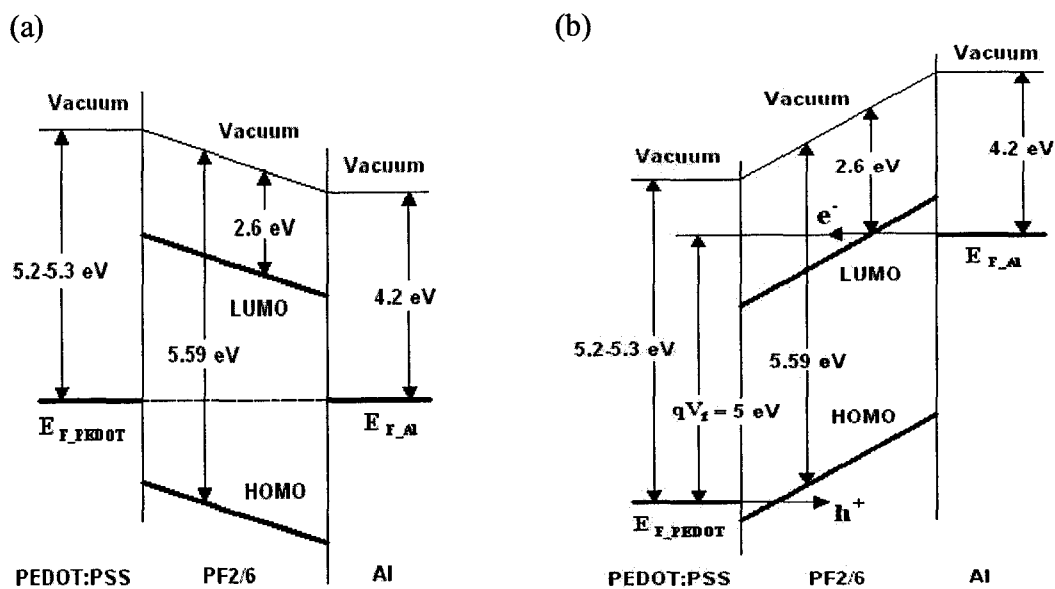 (a)
Vacuum
Vacuum
Vacuum
5.2-5.3 eV
2.6 eV
LUMO
4.2 eV
5.59 eV
E F_PEDOT
E F_Al
HOMO
PEDOT:PSS
PF2/6
Al
(b)
Vacuum
Vacuum
Vacuum
2.6 eV
4.2 eV
e-
E F_Al
LUMO
5.2-5.3 eV
5.59 eV
qVf = 5 eV
HOMO
E F_PEDOT
h+
PEDOT:PSS
PF2/6
Al